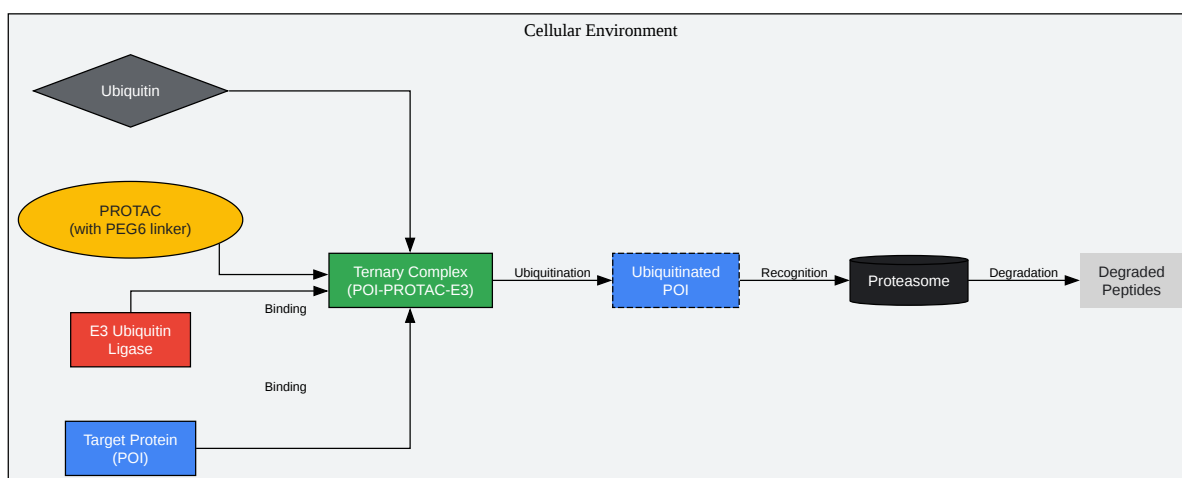 Cellular Environment
Ubiquitin
PROTAC
(with PEG6 linker)
Ternary Complex
(POI-PROTAC-E3)
Ubiquitination
Ubiquitinated
POI
Recognition
Proteasome
Degradation
Degraded
Peptides
Binding
E3 Ubiquitin
Ligase
Binding
Target Protein
(POI)